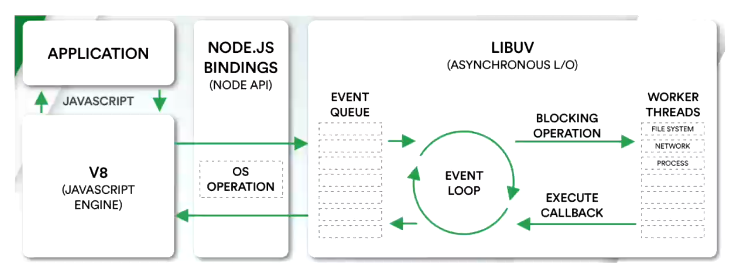 APPLICATION
JAVASCRIPT
V8
(JAVASCRIPT
ENGINE)
NODE.JS
BINDINGS
(NODE API)
OS
OPERATION
LIBUV
(ASYNCHRONOUS L/O)
EVENT
QUEUE
EVENT
LOOP
BLOCKING
OPERATION
EXECUTE
CALLBACK
WORKER
THREADS
FILE SYSTEM
NETWORK
PROCESS